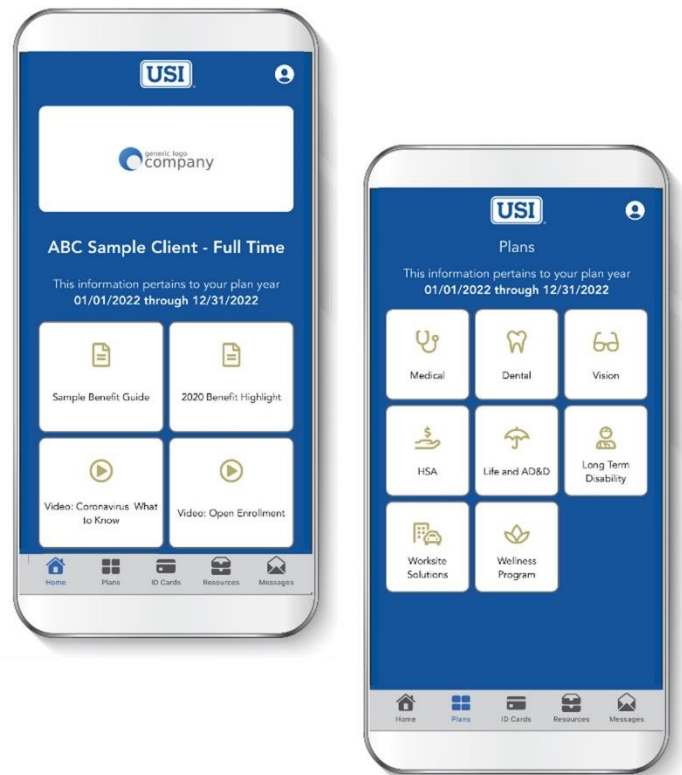 USI
generic logo
company
ABC Sample Client - Full Time
This information pertains to your plan year
01/01/2022 through 12/31/2022
Sample Benefit Guide
2020 Benefit Highlight
Video: Coronavirus What
to Know
Video: Open Enrollment
Home
Plans
ID Cards
Resources
Messages
USI
Plans
This information pertains to your plan year
01/01/2022 through 12/31/2022
Medical
Dental
Vision
HSA
Life and AD&D
Long Term
Disability
Worksite
Solutions
Wellness
Program
Home
Plans
ID Cards
Resources
Messages